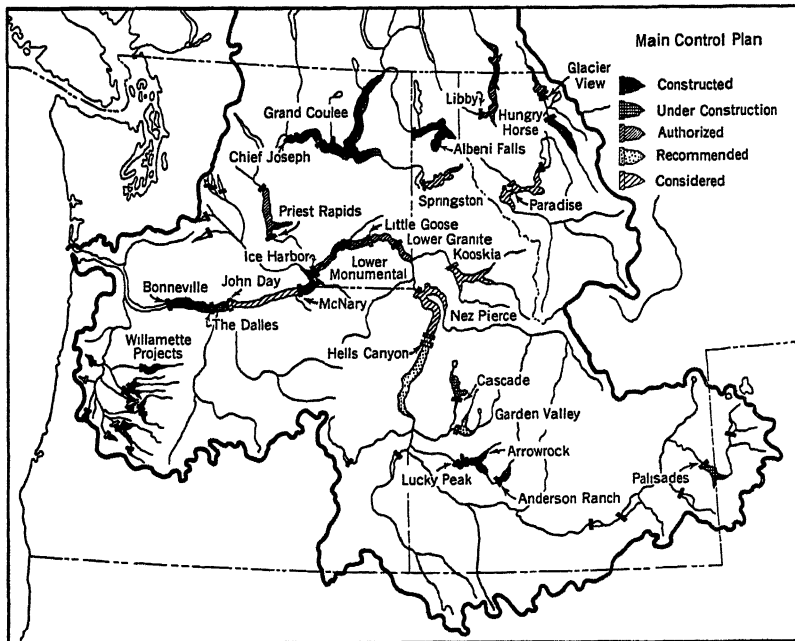 Main Control Plan
Constructed
Under Construction
Authorized
Recommended
Considered
Glacier
View
Libby
Hungry
Horse
Grand Coulee
Albeni Falls
Chief Joseph
Springston
Paradise
Priest Rapids
Little Goose
Lower Granite
Kooskia
Ice Harbor
Lower
Monumental
John Day
Bonneville
McNary
The Dalles
Nez Pierce
Willamette
Projects
Hells Canyon
Cascade
Garden Valley
Arrowrock
Lucky Peak
Palisades
Anderson Ranch